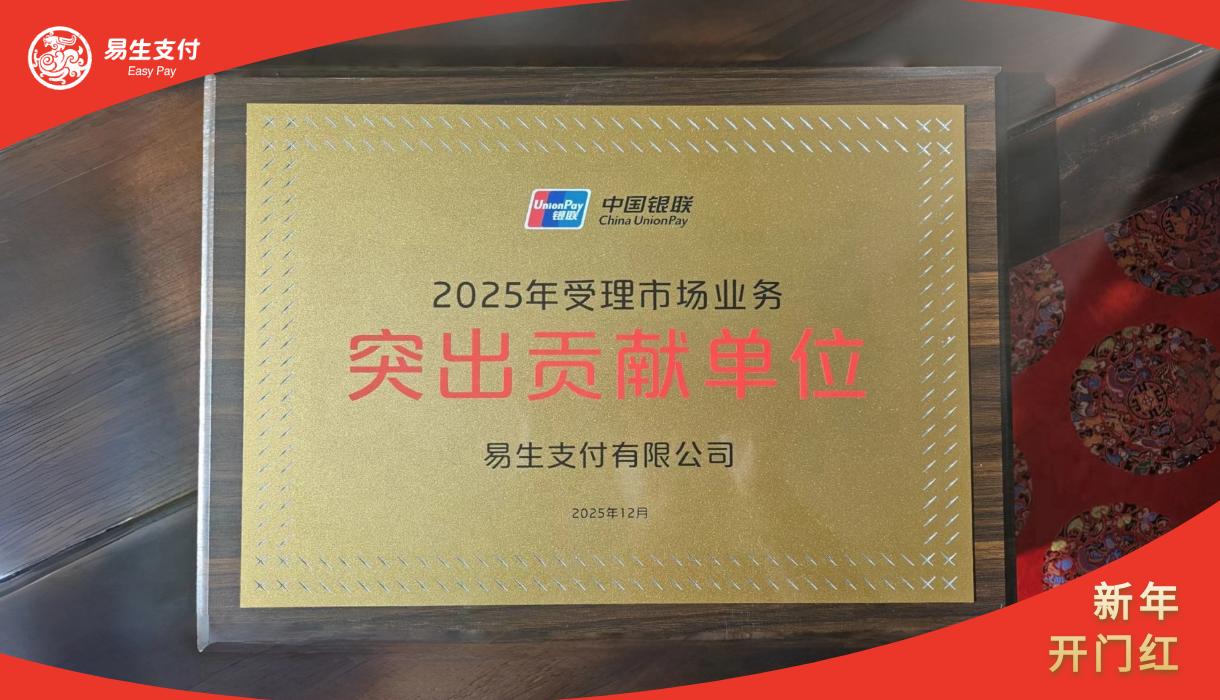 易生支付
Easy Pay
UnionPay
银联
中国银联
China UnionPay
2025年受理市场业务
突出贡献单位
易生支付有限公司
2025年12月
新年
开门红